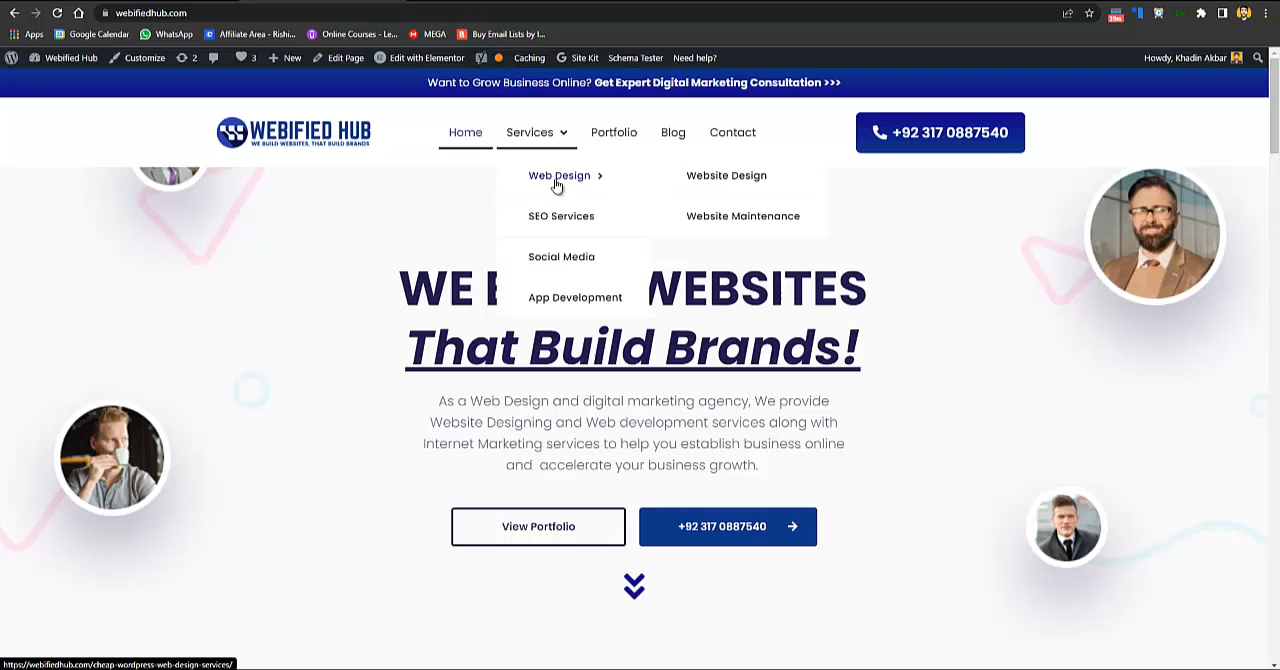 webifiedhub.com
19m
Apps
Google Calendar
WhatsApp
Affiliate Area - Rishi...
Online Courses - Le...
MEGA
Buy Email Lists by I...
Webified Hub
Customize
2
3
New
Edit Page
Edit with Elementor
Caching
Site Kit
Schema Tester
Need help?
Howdy, Khadin Akbar
Want to Grow Business Online? Get Expert Digital Marketing Consultation >>>
WEBIFIED HUB
WE BUILD WEBSITES, THAT BUILD BRANDS
Home
Services
Portfolio
Blog
Contact
+92 317 0887540
Web Design
Website Design
SEO Services
Website Maintenance
Social Media
App Development
WE B WEBSITES
That Build Brands!
As a Web Design and digital marketing agency, We provide
Website Designing and Web development services along with
Internet Marketing services to help you establish business online
and accelerate your business growth.
View Portfolio
+92 317 0887540
https://webifiedhub.com/cheap-wordpress-web-design-services/